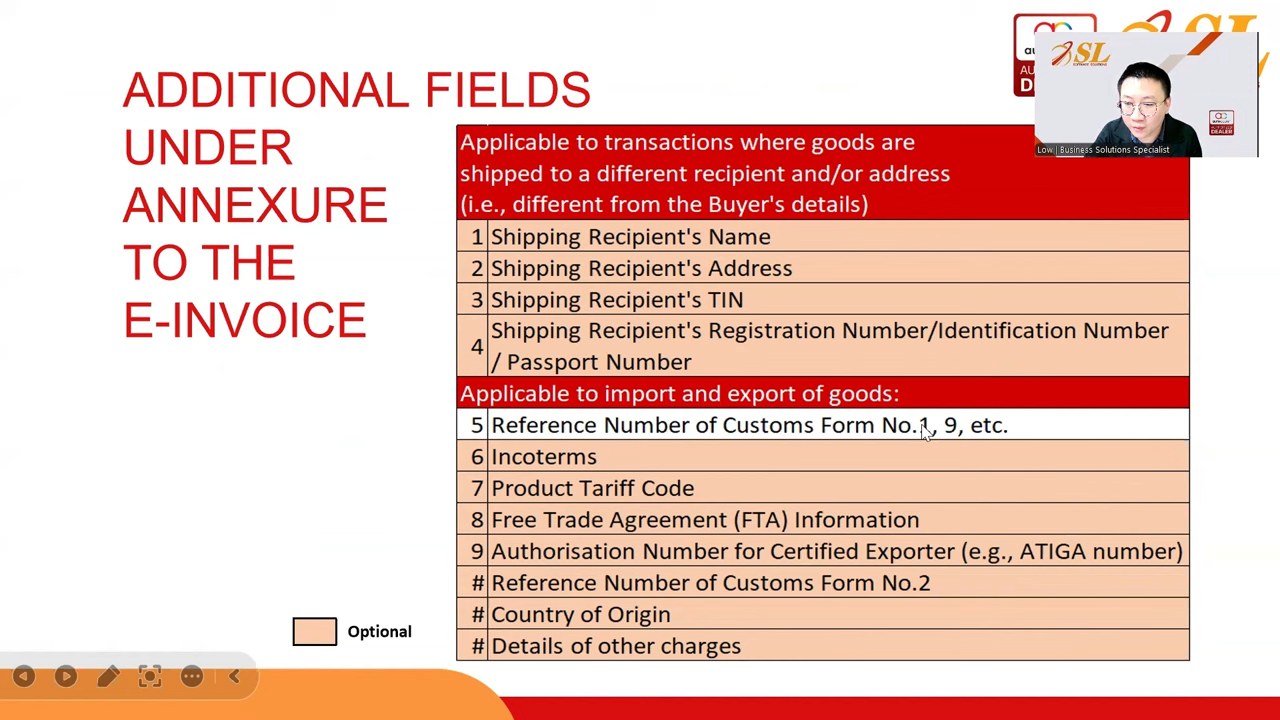 ADDITIONAL FIELDS
UNDER
ANNEXURE
TO THE
E-INVOICE
SL
SOFTWARE SOLUTIONS
DEALER
Low | Business Solutions Specialist
Applicable to transactions where goods are
shipped to a different recipient and/or address
(i.e., different from the Buyer's details)
1 Shipping Recipient's Name
2 Shipping Recipient's Address
3 Shipping Recipient's TIN
4 Shipping Recipient's Registration Number/Identification Number
/ Passport Number
Applicable to import and export of goods:
5 Reference Number of Customs Form No.1, 9, etc.
6 Incoterms
7 Product Tariff Code
8 Free Trade Agreement (FTA) Information
9 Authorisation Number for Certified Exporter (e.g., ATIGA number)
# Reference Number of Customs Form No.2
# Country of Origin
# Details of other charges
Optional